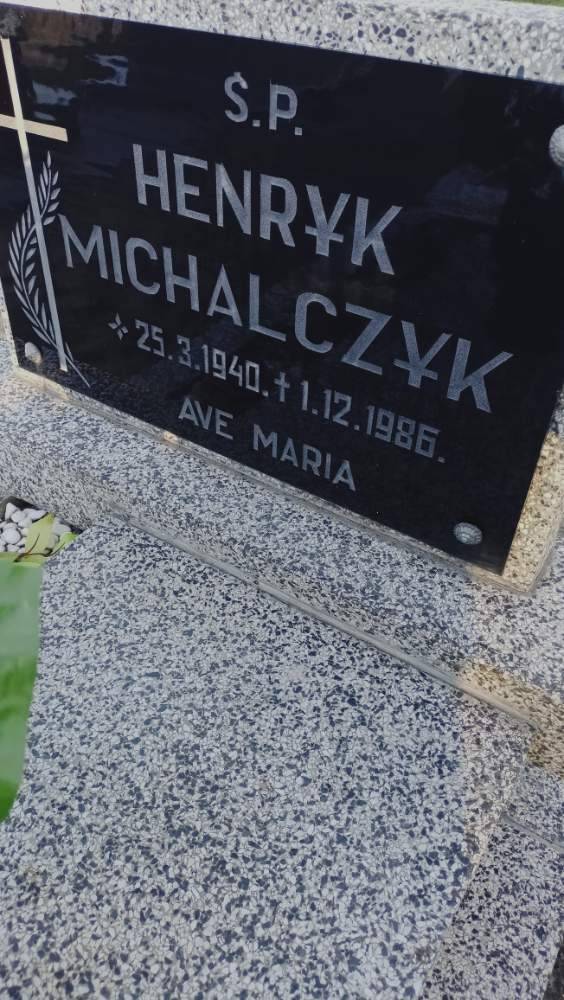 Ś.P.
HENRYK
MICHALCZYK
25.3.1940. † 1.12.1986.
AVE MARIA